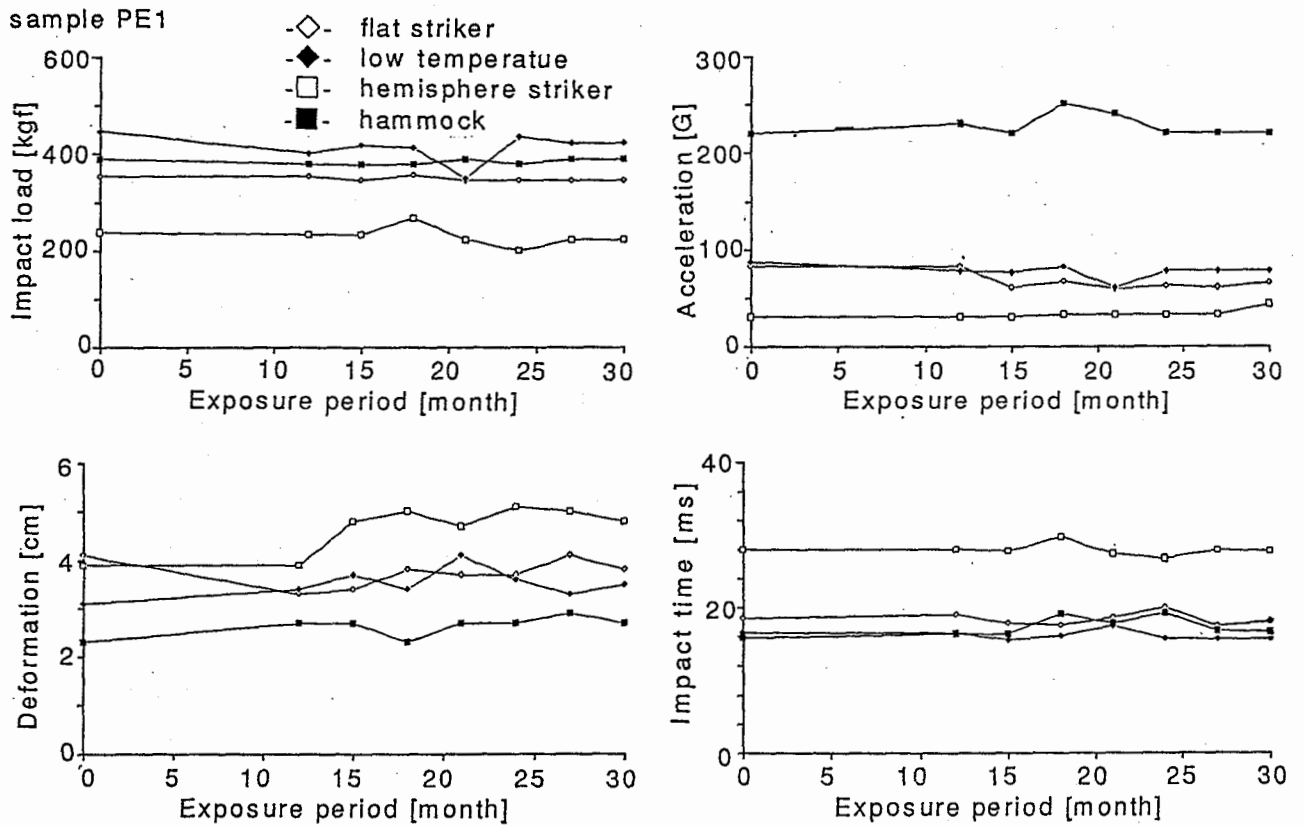 sample PE1
-◇- flat striker
-◆- low temperatue
-□- hemisphere striker
-■- hammock
600
400
200
0
Impact load [kgf]
0 5 10 15 20 25 30
Exposure period [month]
300
200
100
0
Acceleration [G]
0 5 10 15 20 25 30
Exposure period [month]
6
4
2
0
Deformation [cm]
0 5 10 15 20 25 30
Exposure period [month]
40
20
0
Impact time [ms]
0 5 10 15 20 25 30
Exposure period [month]